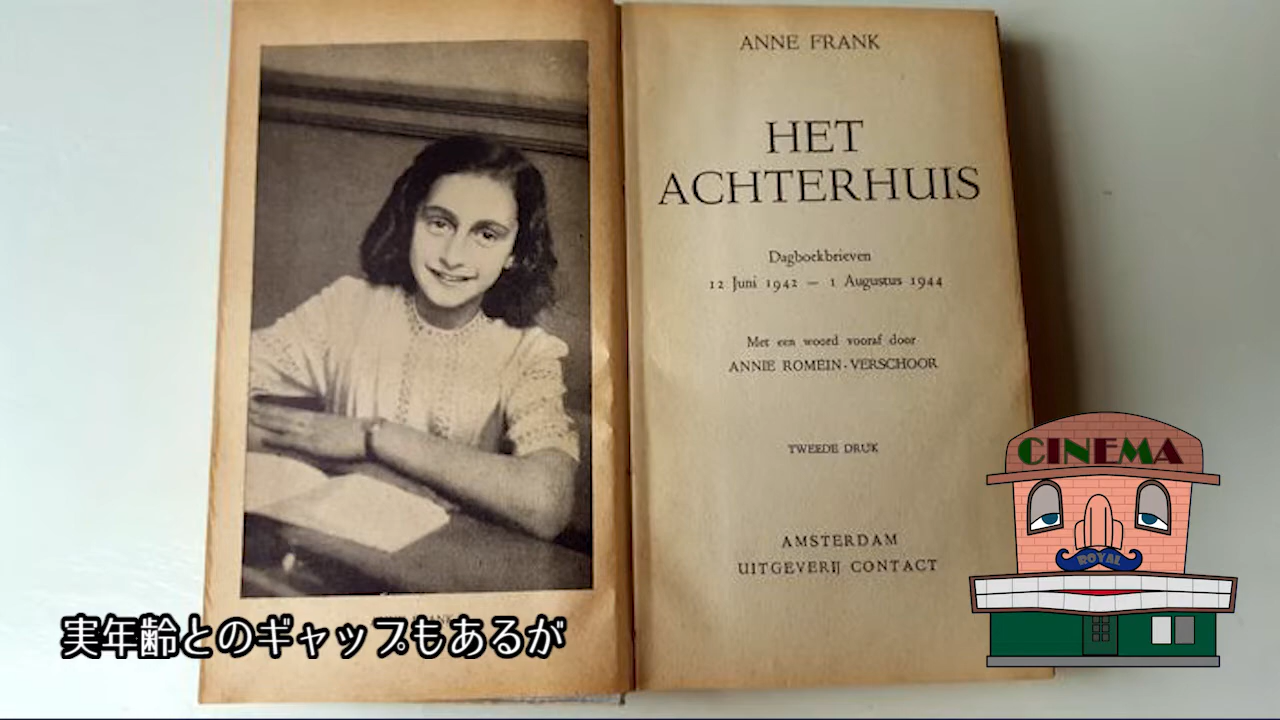 ANNE FRANK
HET
ACHTERHUIS
Dagboekbrieven
12 Juni 1942 — 1 Augustus 1944
Met een woord vooraf door
ANNIE ROMEIN-VERSCHOOR
TWEEDE DRUK
AMSTERDAM
UITGEVERIJ CONTACT
CINEMA
ROYAL
実年齢とのギャップもあるが